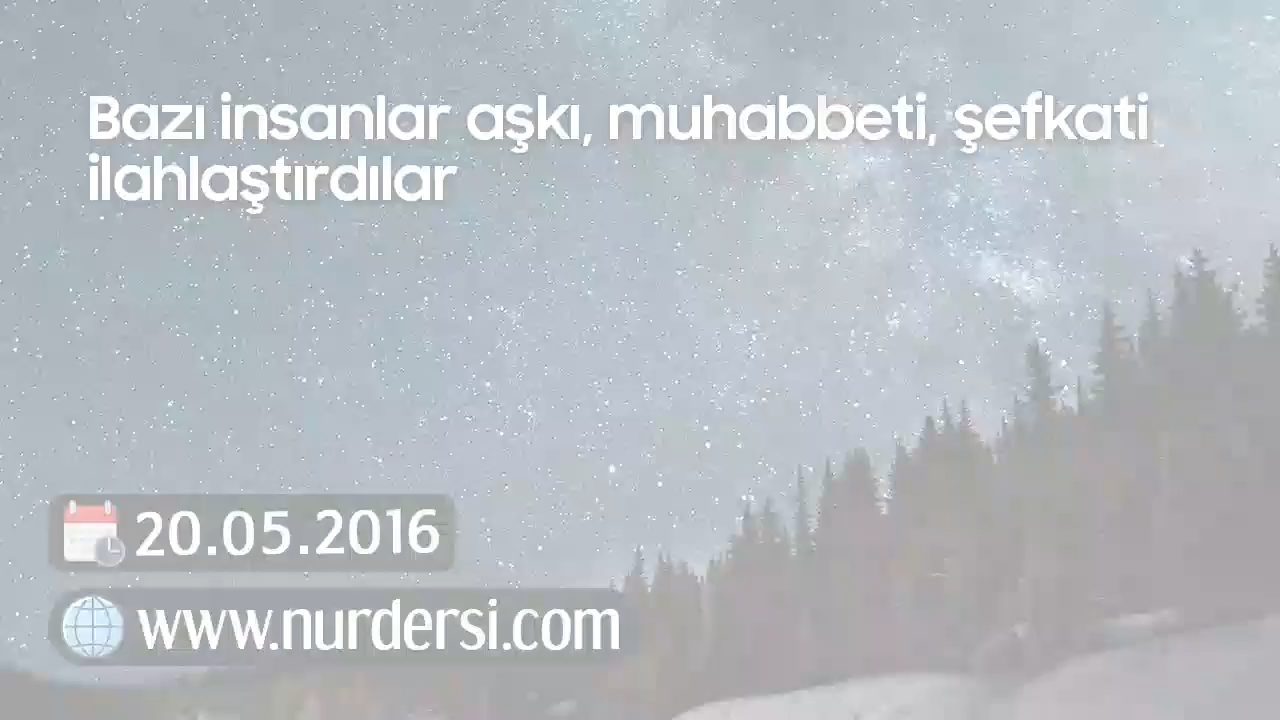 Bazı insanlar aşkı, muhabbeti, şefkati
ilahlaştırdılar
20.05.2016
www.nurdersi.com